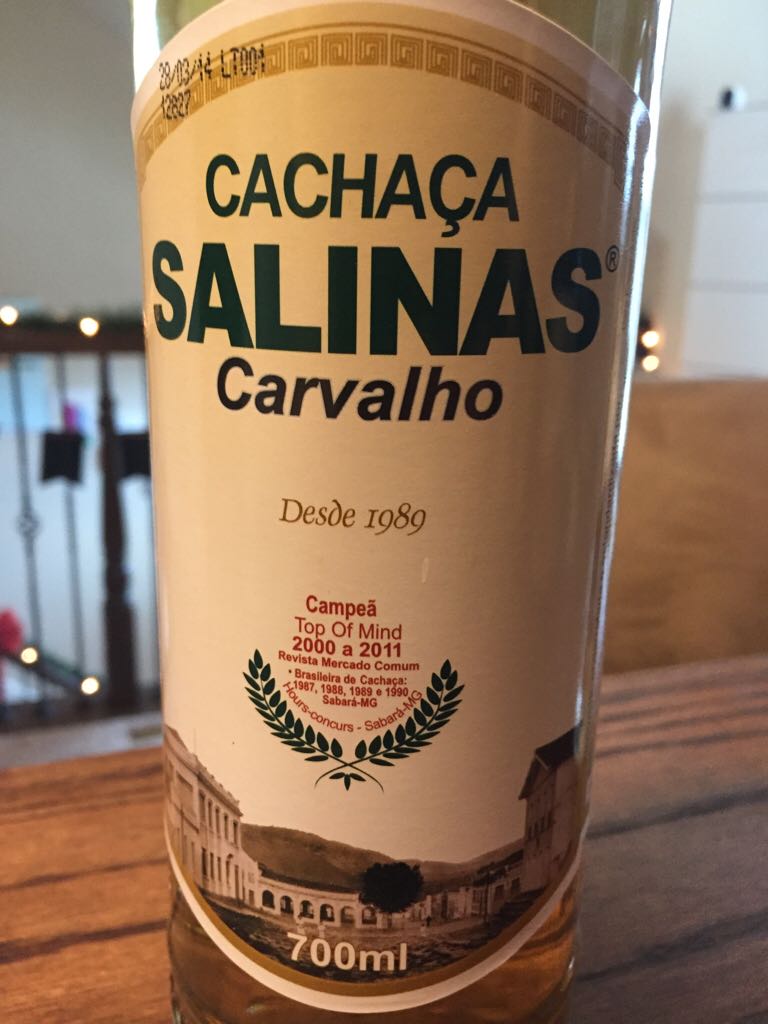 28/03/14 LT001
12827
CACHAÇA
SALINAS®
Carvalho
Desde 1989
Campeã
Top Of Mind
2000 a 2011
Revista Mercado Comum
• Brasileira de Cachaça:
1987, 1988, 1989 e 1990
Sabará-MG
Hours-concurs - Sabará-MG
700ml